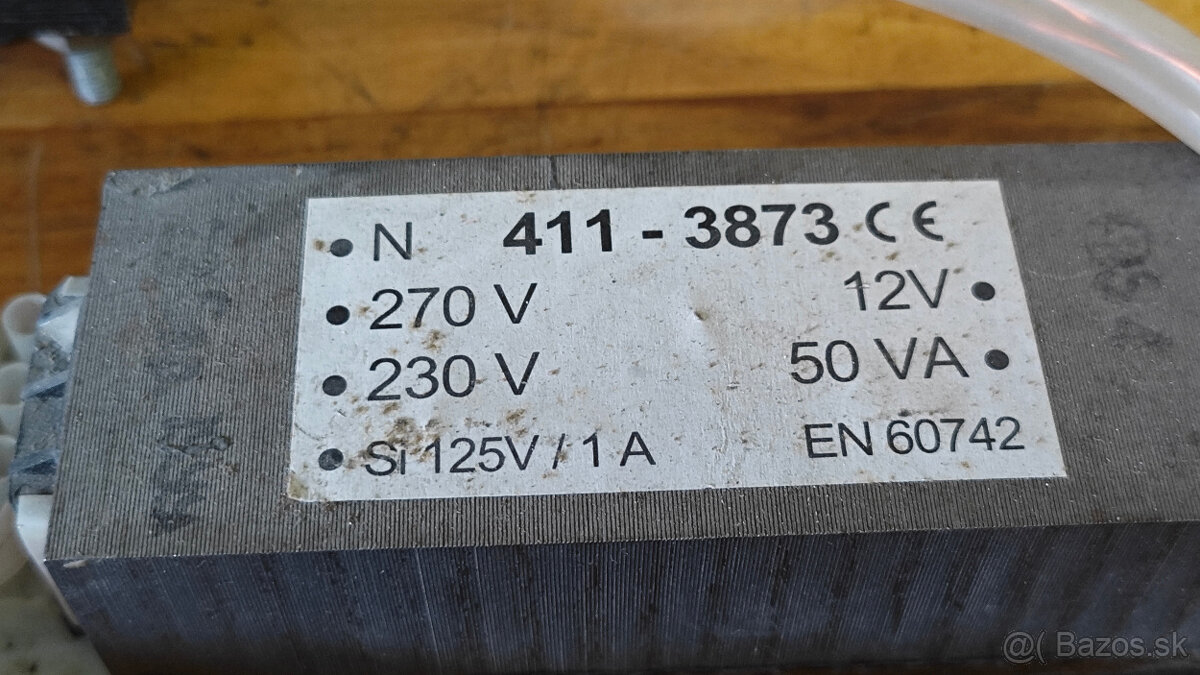 N 411 - 3873 CE
270 V 12V
230 V 50 VA
Si 125V / 1 A EN 60742
@( Bazos.sk